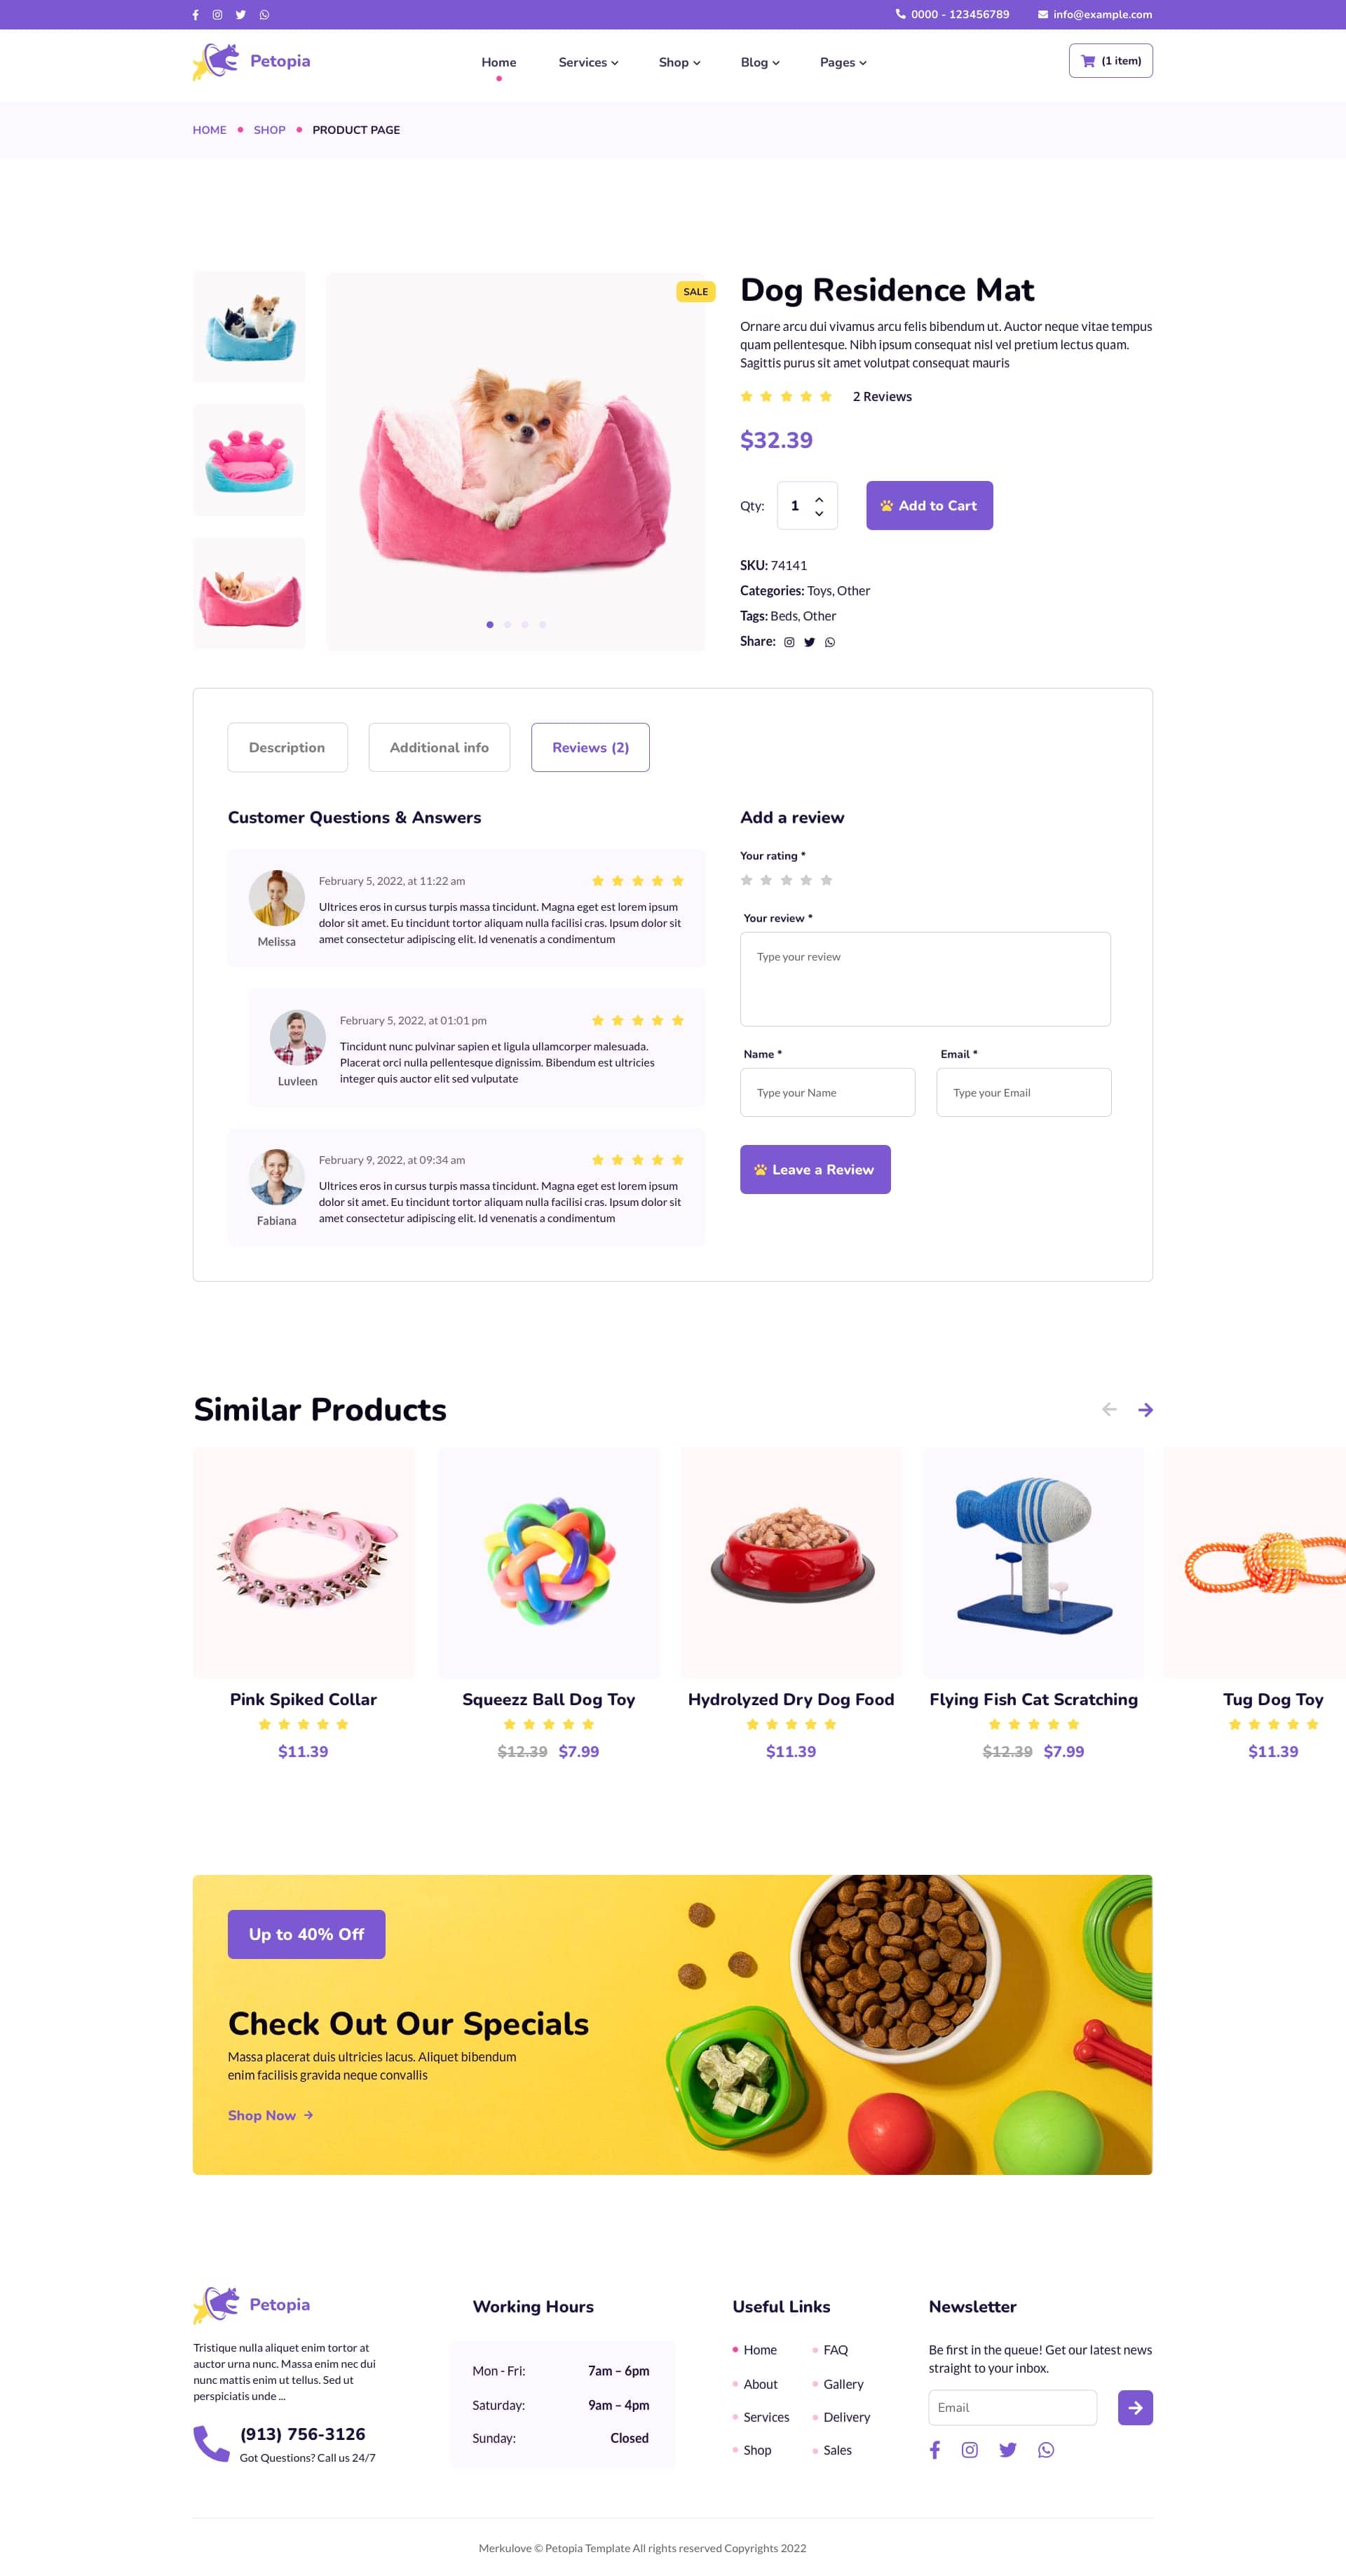 0000 - 123456789
info@example.com
Petopia
Home
Services
Shop
Blog
Pages
(1 item)
HOME
SHOP
PRODUCT PAGE
SALE
Dog Residence Mat
Ornare arcu dui vivamus arcu felis bibendum ut. Auctor neque vitae tempus
quam pellentesque. Nibh ipsum consequat nisl vel pretium lectus quam.
Sagittis purus sit amet volutpat consequat mauris
2 Reviews
$32.39
Qty:
1
Add to Cart
SKU: 74141
Categories: Toys, Other
Tags: Beds, Other
Share:
Description
Additional info
Reviews (2)
Customer Questions & Answers
February 5, 2022, at 11:22 am
Ultrices eros in cursus turpis massa tincidunt. Magna eget est lorem ipsum
dolor sit amet. Eu tincidunt tortor aliquam nulla facilisi cras. Ipsum dolor sit
amet consectetur adipiscing elit. Id venenatis a condimentum
Melissa
February 5, 2022, at 01:01 pm
Tincidunt nunc pulvinar sapien et ligula ullamcorper malesuada.
Placerat orci nulla pellentesque dignissim. Bibendum est ultricies
integer quis auctor elit sed vulputate
Luvleen
February 9, 2022, at 09:34 am
Ultrices eros in cursus turpis massa tincidunt. Magna eget est lorem ipsum
dolor sit amet. Eu tincidunt tortor aliquam nulla facilisi cras. Ipsum dolor sit
amet consectetur adipiscing elit. Id venenatis a condimentum
Fabiana
Add a review
Your rating *
Your review *
Type your review
Name *
Email *
Type your Name
Type your Email
Leave a Review
Similar Products
Pink Spiked Collar
$11.39
Squeezz Ball Dog Toy
$12.39 $7.99
Hydrolyzed Dry Dog Food
$11.39
Flying Fish Cat Scratching
$12.39 $7.99
Tug Dog Toy
$11.39
Up to 40% Off
Check Out Our Specials
Massa placerat duis ultricies lacus. Aliquet bibendum
enim facilisis gravida neque convallis
Shop Now
Petopia
Tristique nulla aliquet enim tortor at
auctor urna nunc. Massa enim nec dui
nunc mattis enim ut tellus. Sed ut
perspiciatis unde ...
(913) 756-3126
Got Questions? Call us 24/7
Working Hours
Mon - Fri: 7am – 6pm
Saturday: 9am – 4pm
Sunday: Closed
Useful Links
Home
About
Services
Shop
FAQ
Gallery
Delivery
Sales
Newsletter
Be first in the queue! Get our latest news
straight to your inbox.
Email
Merkulove © Petopia Template All rights reserved Copyrights 2022